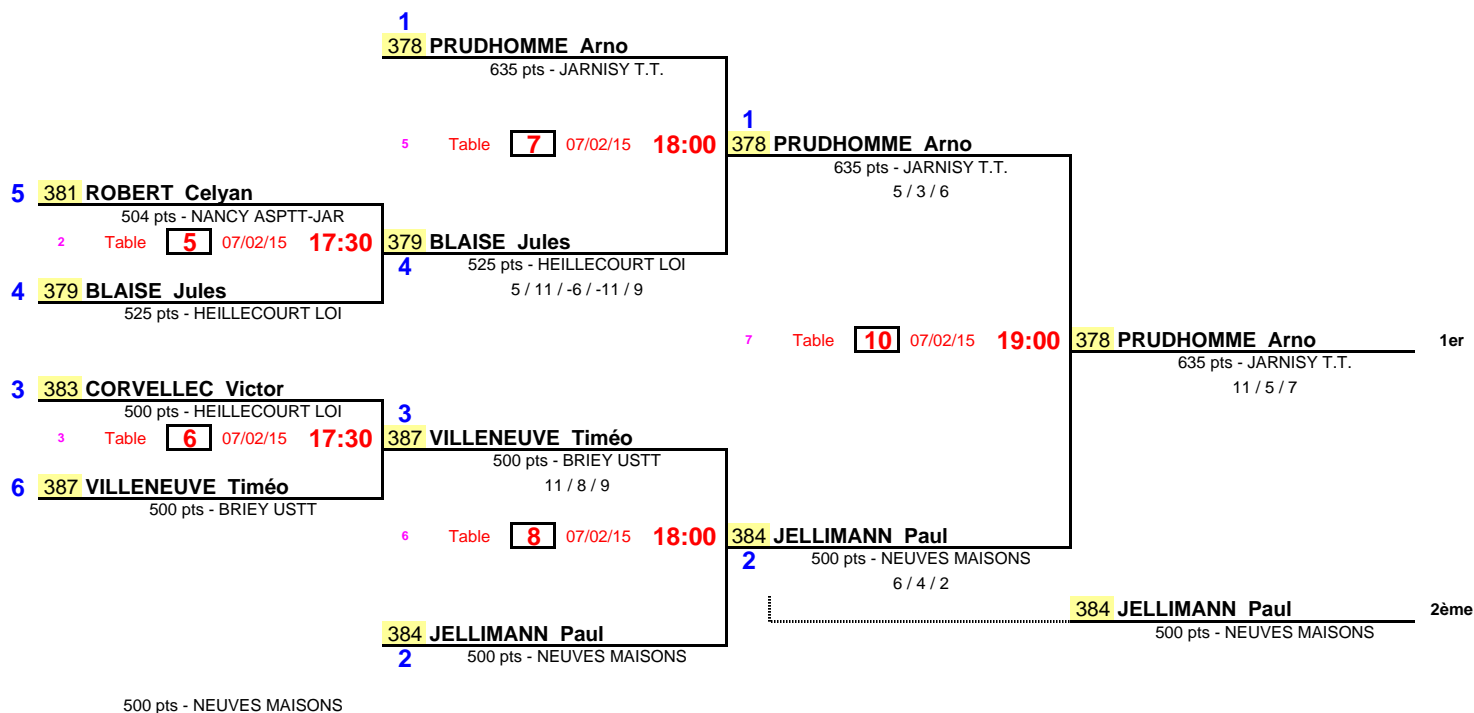 1
378 PRUDHOMME Arno
635 pts - JARNISY T.T.
1
5 Table 7 07/02/15 18:00 378 PRUDHOMME Arno
635 pts - JARNISY T.T.
5 / 3 / 6
5 381 ROBERT Celyan
504 pts - NANCY ASPTT-JAR
2 Table 5 07/02/15 17:30 379 BLAISE Jules
4 525 pts - HEILLECOURT LOI
5 / 11 / -6 / -11 / 9
4 379 BLAISE Jules
525 pts - HEILLECOURT LOI
7 Table 10 07/02/15 19:00 378 PRUDHOMME Arno 1er
635 pts - JARNISY T.T.
11 / 5 / 7
3 383 CORVELLEC Victor
500 pts - HEILLECOURT LOI
3
3 Table 6 07/02/15 17:30 387 VILLENEUVE Timéo
500 pts - BRIEY USTT
11 / 8 / 9
6 387 VILLENEUVE Timéo
500 pts - BRIEY USTT
6 Table 8 07/02/15 18:00 384 JELLIMANN Paul
2 500 pts - NEUVES MAISONS
6 / 4 / 2
384 JELLIMANN Paul 2ème
500 pts - NEUVES MAISONS
384 JELLIMANN Paul
2 500 pts - NEUVES MAISONS
500 pts - NEUVES MAISONS